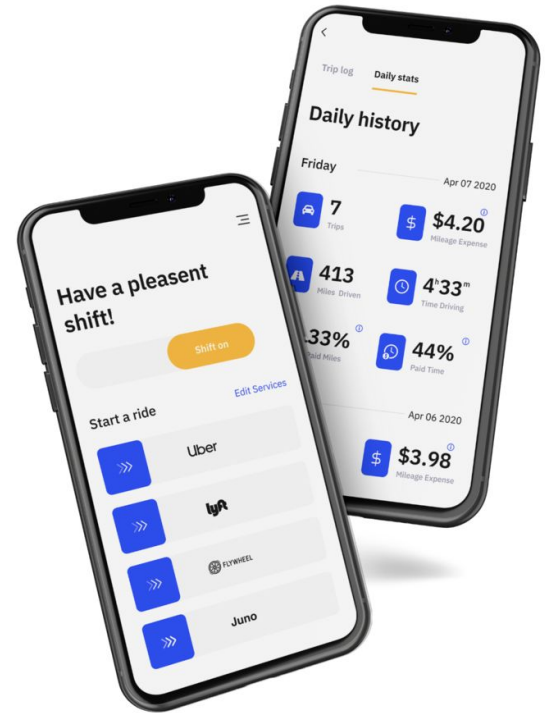 Have a pleasent
shift!
Shift on
Edit Services
Start a ride
Uber
lyft
FLYWHEEL
Juno
Trip log
Daily stats
Daily history
Friday
Apr 07 2020
7
Trips
$4.20
Mileage Expense
413
Miles Driven
4h33m
Time Driving
33%
Paid Miles
44%
Paid Time
Apr 06 2020
$3.98
Mileage Expense